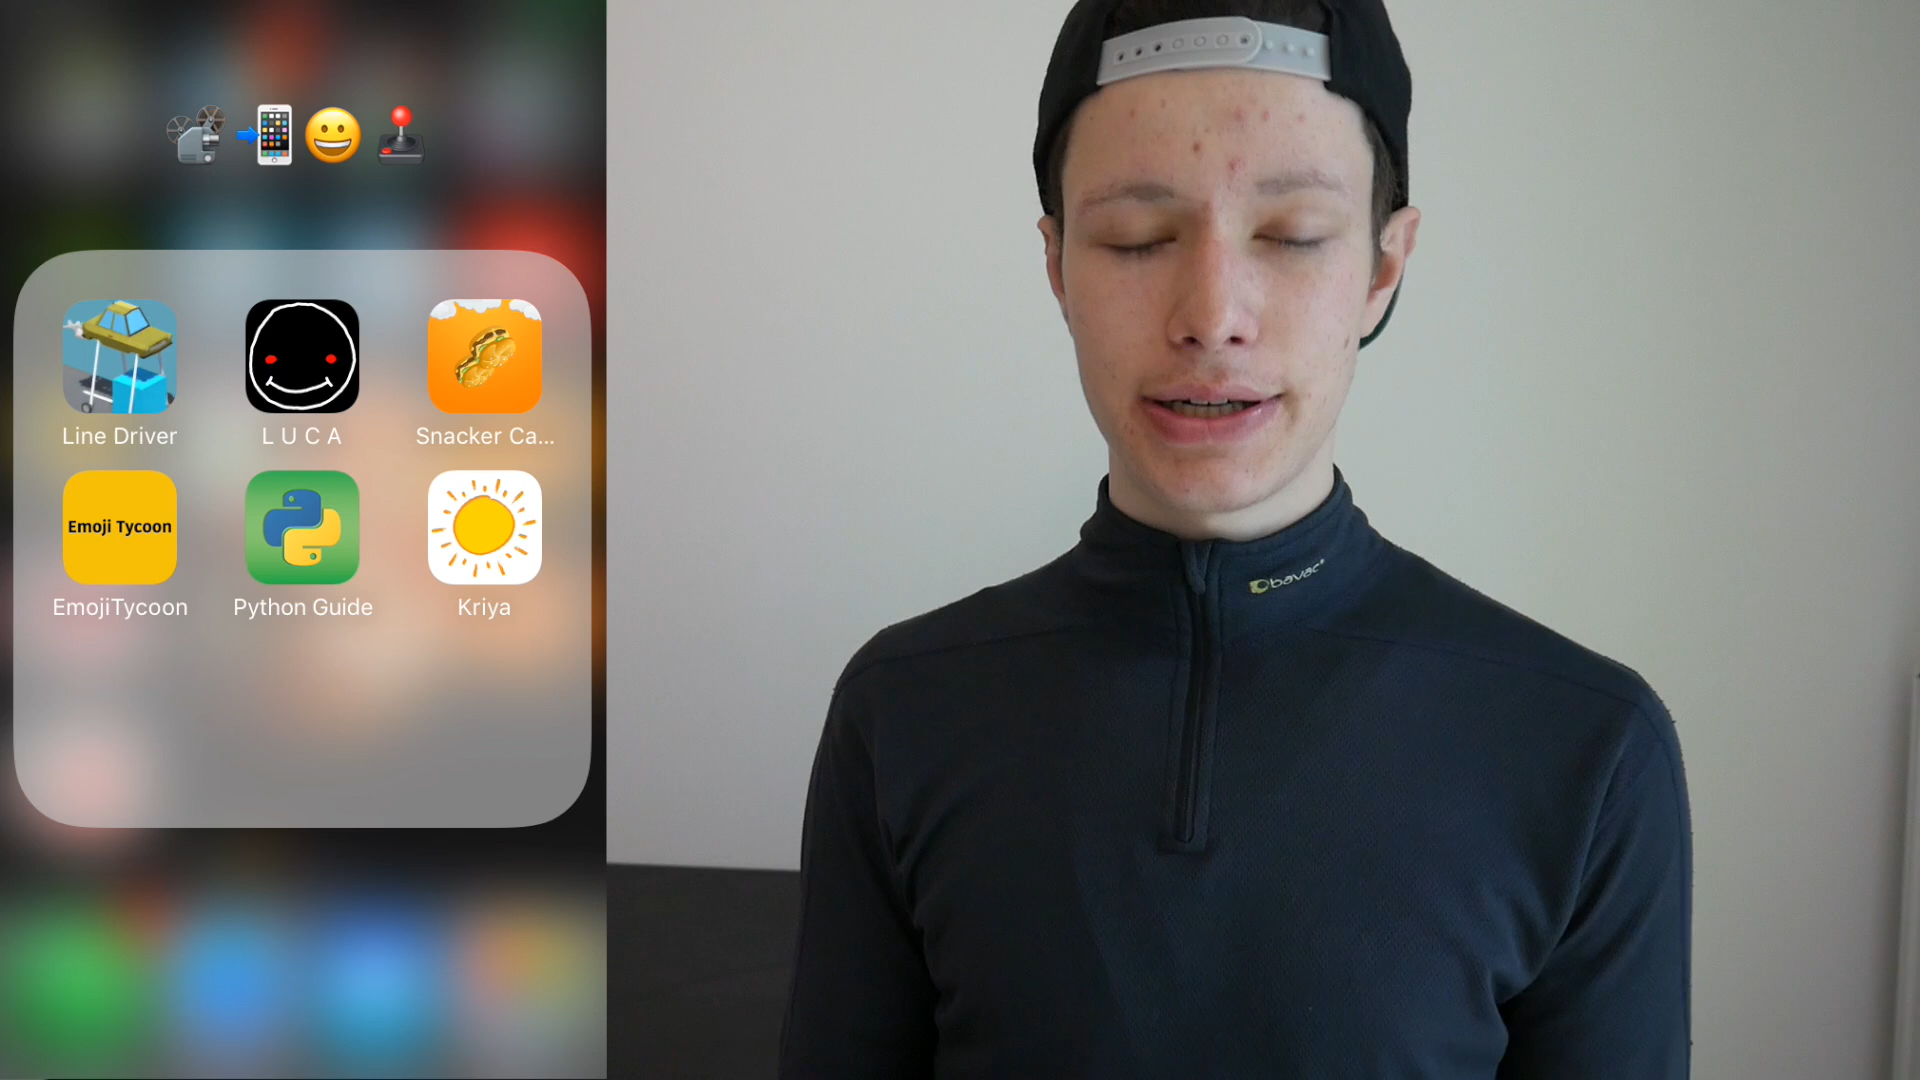 Line Driver
L U C A
Snacker Ca...
Emoji Tycoon
EmojiTycoon
Python Guide
Kriya
bavac